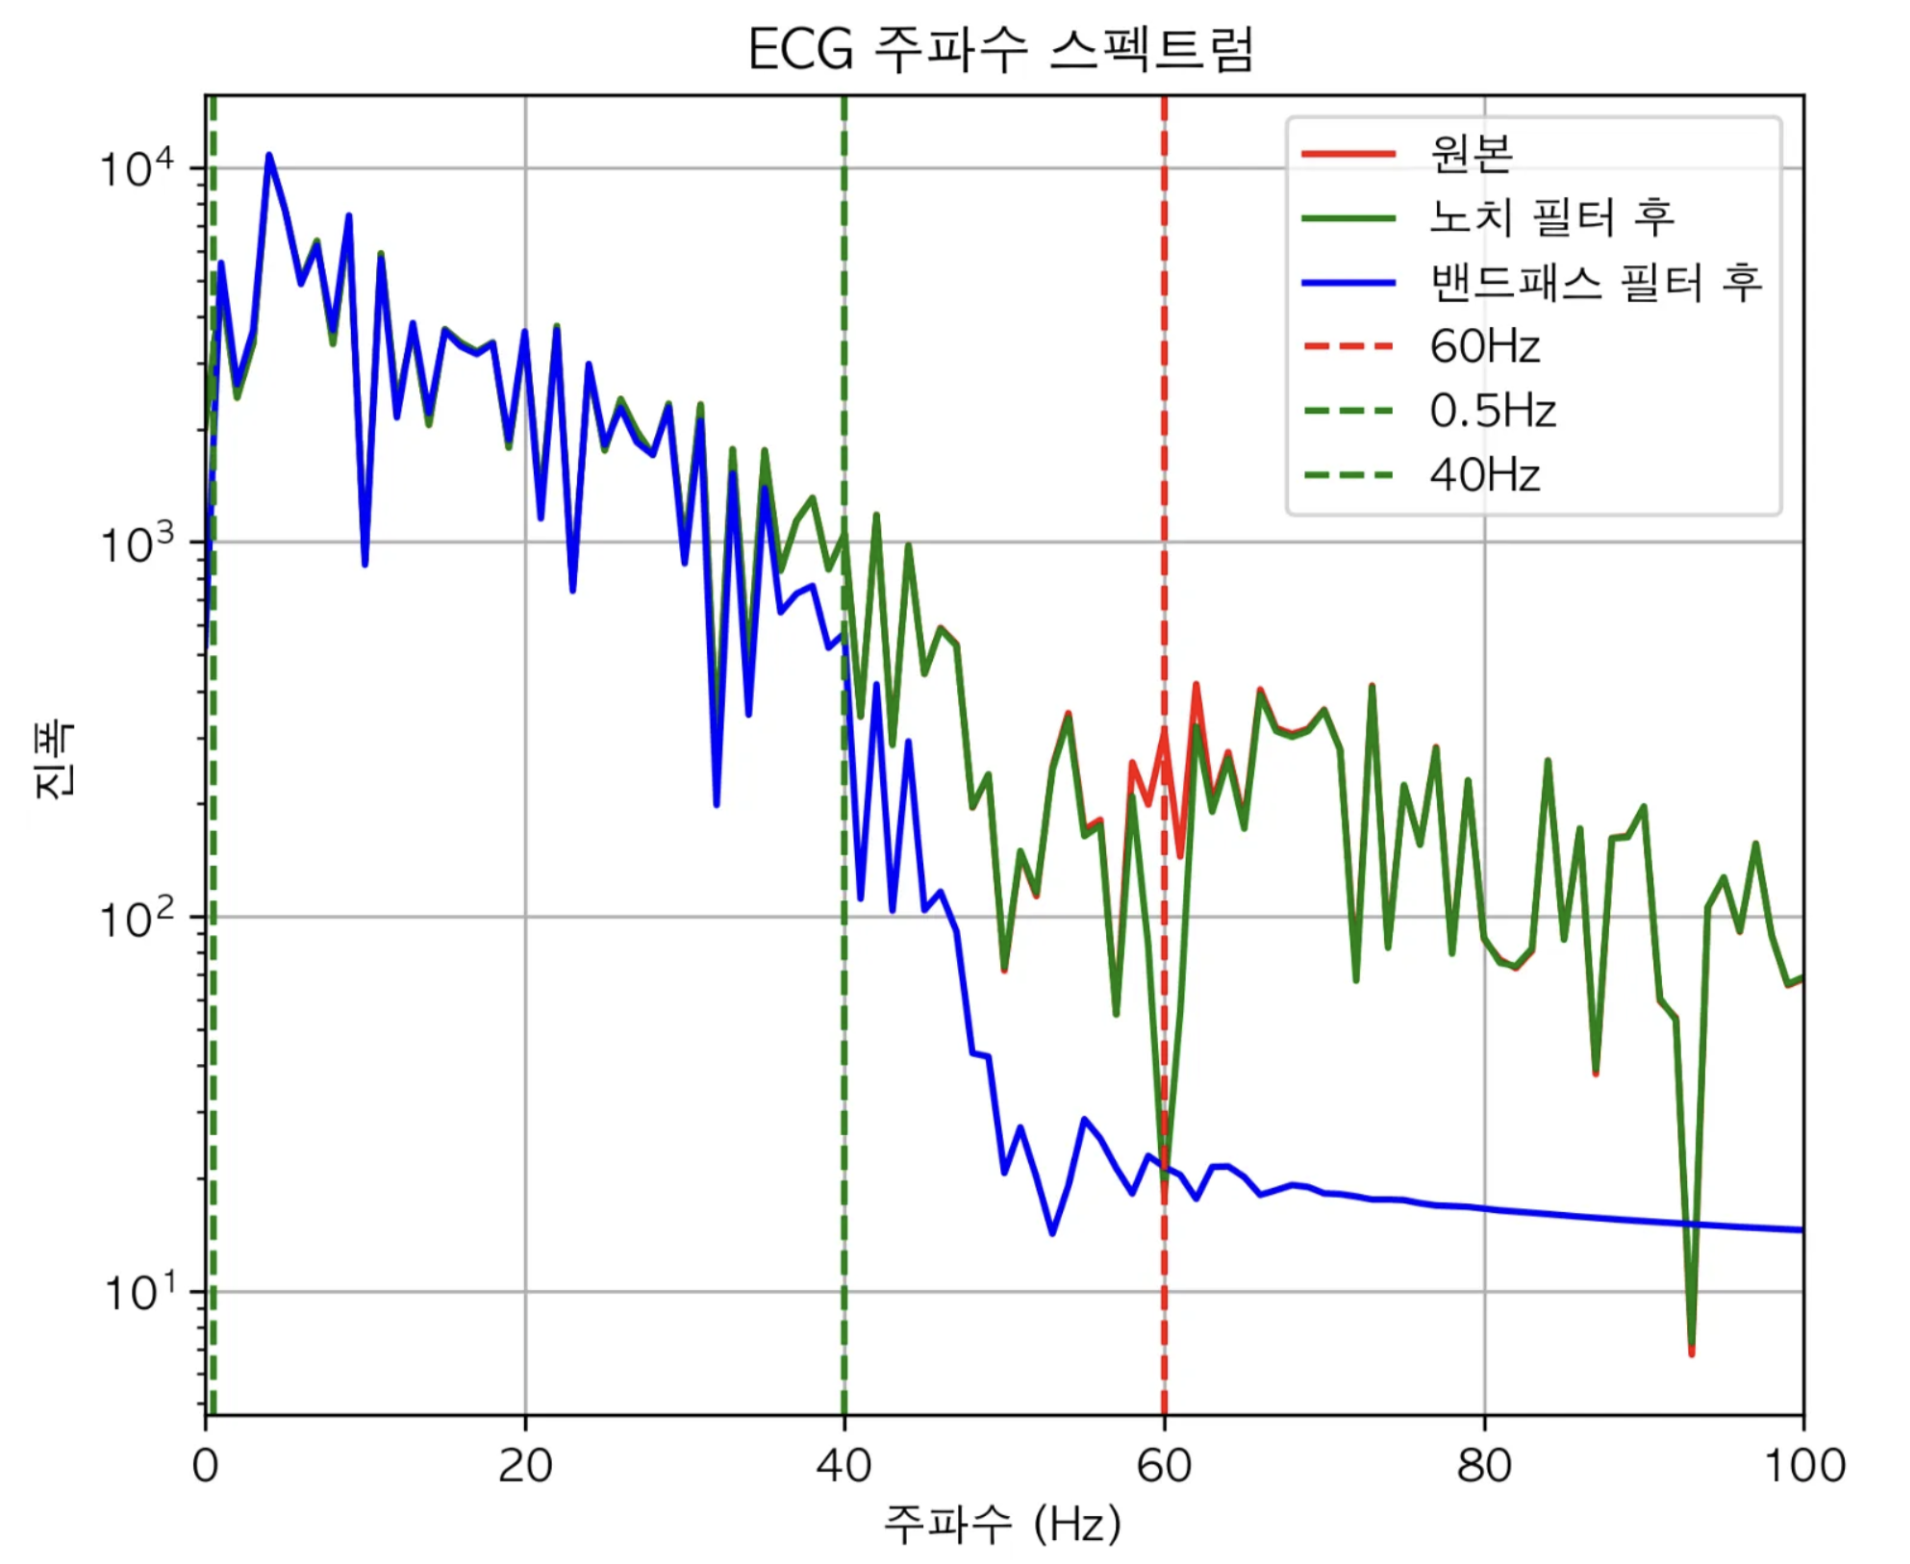 ECG 주파수 스펙트럼
10⁴
10³
10²
10¹
진폭
원본
노치 필터 후
밴드패스 필터 후
60Hz
0.5Hz
40Hz
0 20 40 60 80 100
주파수 (Hz)